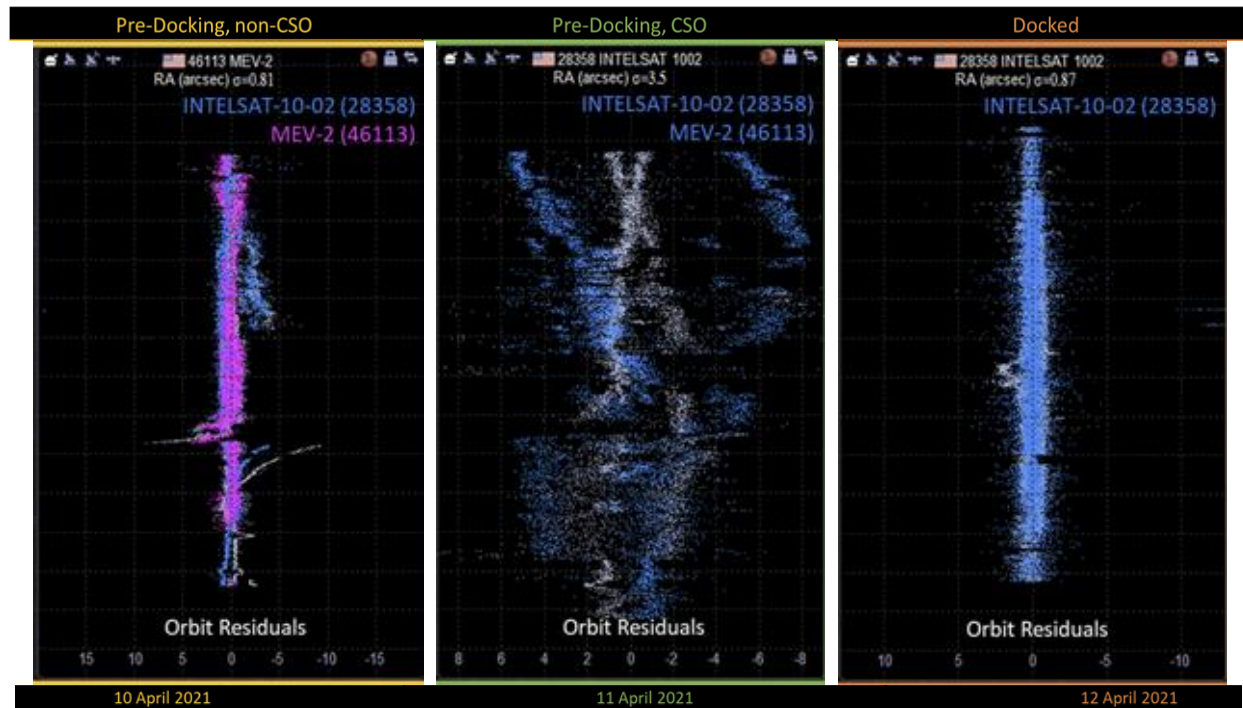 Pre-Docking, non-CSO
46113 MEV-2
RA (arcsec) σ=0.81
INTELSAT-10-02 (28358)
MEV-2 (46113)
Orbit Residuals
15 10 5 0 -5 -10 -15
10 April 2021
Pre-Docking, CSO
28358 INTELSAT 1002
RA (arcsec) σ=3.5
INTELSAT-10-02 (28358)
MEV-2 (46113)
Orbit Residuals
8 6 4 2 0 -2 -4 -6 -8
11 April 2021
Docked
28358 INTELSAT 1002
RA (arcsec) σ=0.87
INTELSAT-10-02 (28358)
Orbit Residuals
10 5 0 -5 -10
12 April 2021